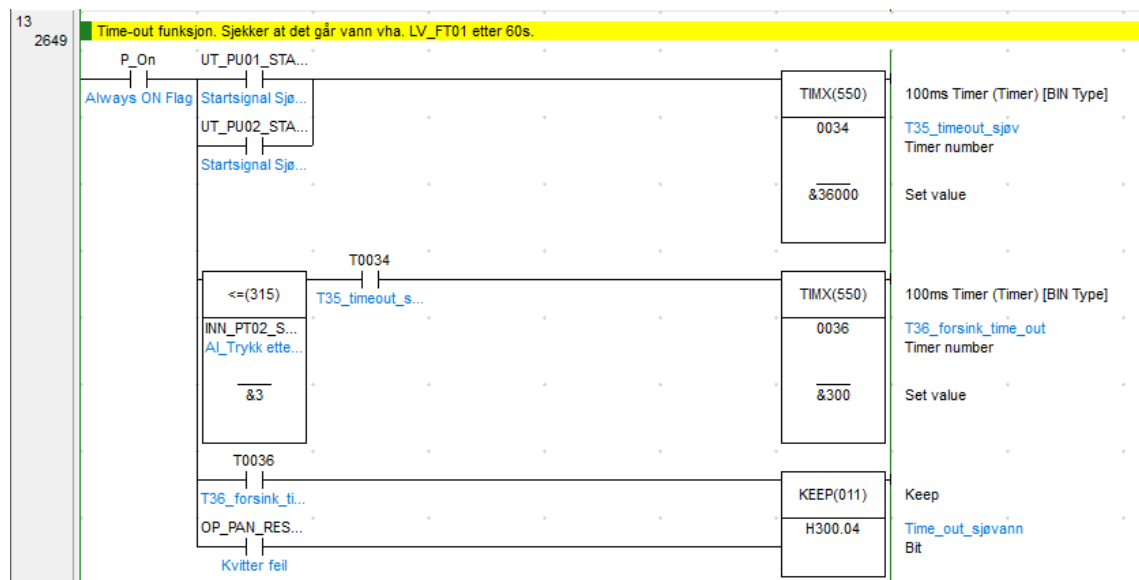 13
2649
Time-out funksjon. Sjekker at det går vann vha. LV_FT01 etter 60s.
P_On
UT_PU01_STA...
Always ON Flag
Startsignal Sjø...
TIMX(550)
100ms Timer (Timer) [BIN Type]
UT_PU02_STA...
0034
T35_timeout_sjøv
Timer number
Startsignal Sjø...
&36000
Set value
T0034
<=(315)
T35_timeout_s...
TIMX(550)
100ms Timer (Timer) [BIN Type]
INN_PT02_S...
AI_Trykk ette...
0036
T36_forsink_time_out
Timer number
&3
&300
Set value
T0036
T36_forsink_ti...
KEEP(011)
Keep
OP_PAN_RES...
H300.04
Time_out_sjøvann
Bit
Kvitter feil